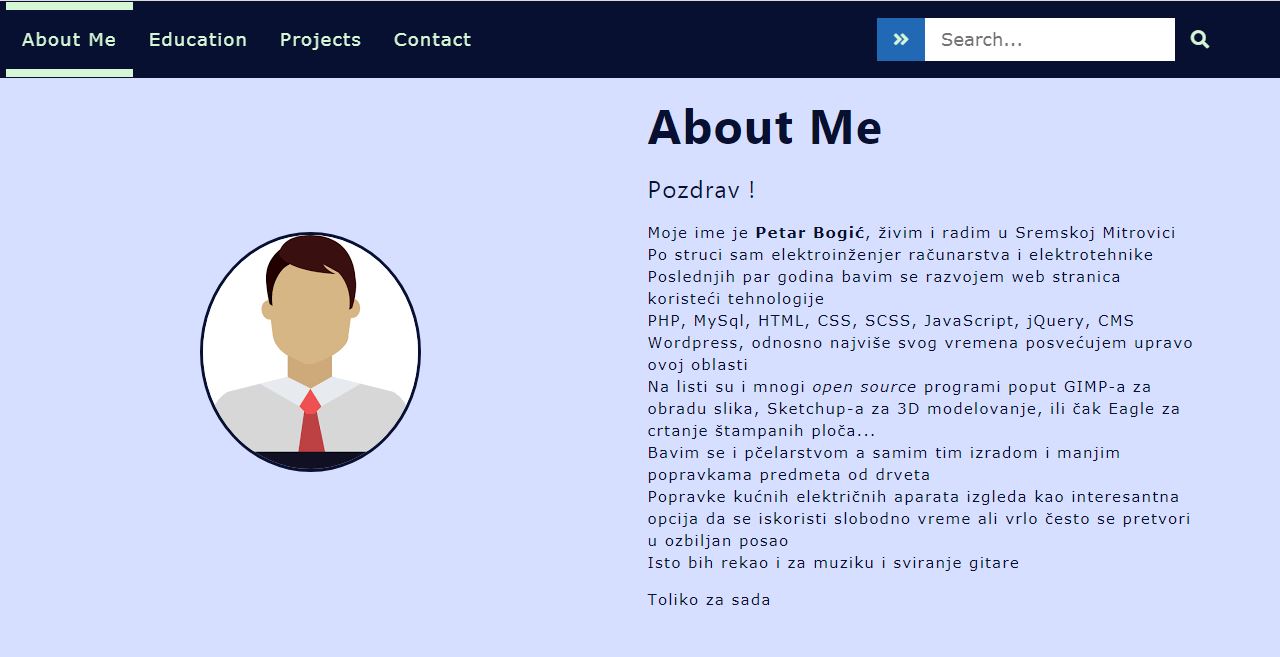 About Me Education Projects Contact Search...
About Me
Pozdrav !
Moje ime je Petar Bogić, živim i radim u Sremskoj Mitrovici
Po struci sam elektroinženjer računarstva i elektrotehnike
Poslednjih par godina bavim se razvojem web stranica
koristeći tehnologije
PHP, MySql, HTML, CSS, SCSS, JavaScript, jQuery, CMS
Wordpress, odnosno najviše svog vremena posvećujem upravo
ovoj oblasti
Na listi su i mnogi open source programi poput GIMP-a za
obradu slika, Sketchup-a za 3D modelovanje, ili čak Eagle za
crtanje štampanih ploča...
Bavim se i pčelarstvom a samim tim izradom i manjim
popravkama predmeta od drveta
Popravke kućnih električnih aparata izgleda kao interesantna
opcija da se iskoristi slobodno vreme ali vrlo često se pretvori
u ozbiljan posao
Isto bih rekao i za muziku i sviranje gitare
Toliko za sada